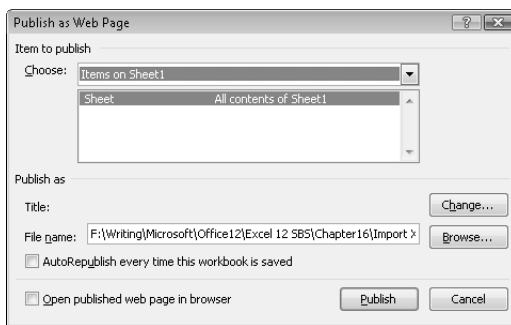 Publish as Web Page
Item to publish
Choose: Items on Sheet1
Sheet All contents of Sheet1
Publish as
Title: Change...
File name: F:\Writing\Microsoft\Office12\Excel 12 SBS\Chapter16\Import X Browse...
AutoRepublish every time this workbook is saved
Open published web page in browser Publish Cancel